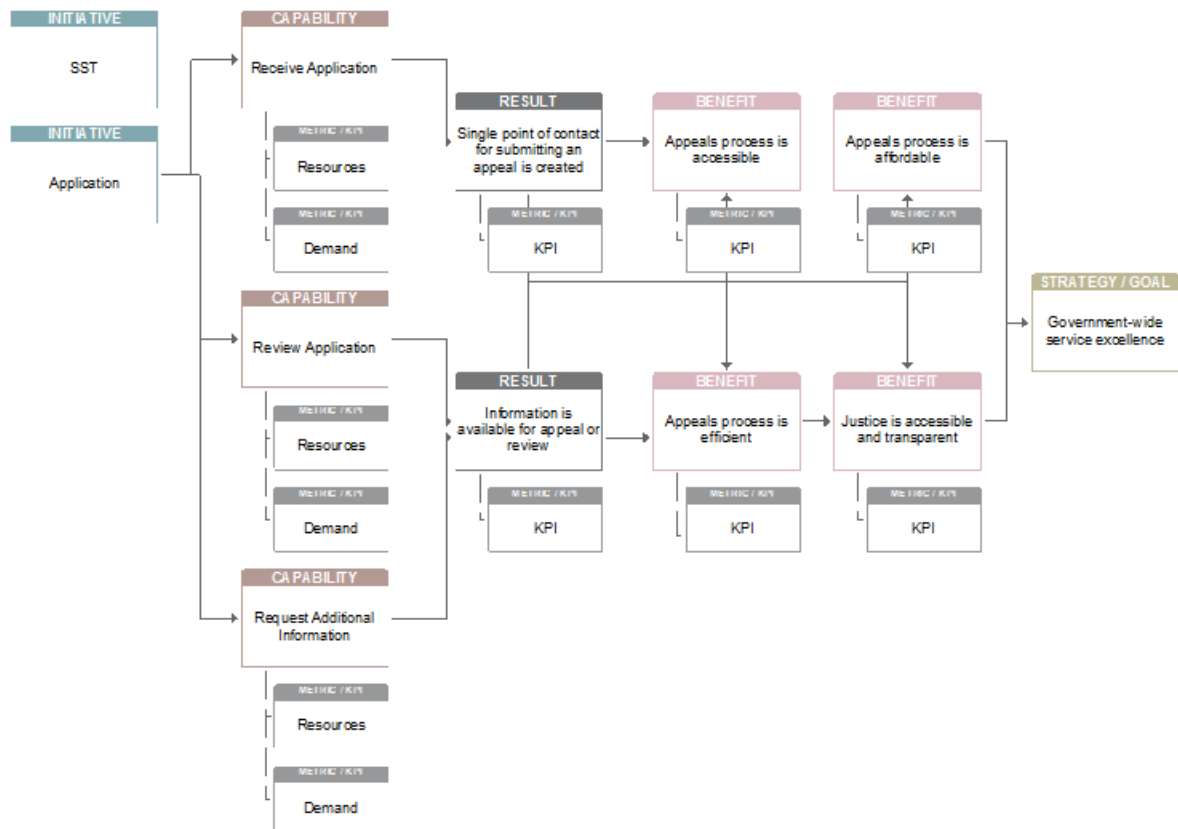 INITIATIVE
SST
INITIATIVE
Application
CAPABILITY
Receive Application
METRIC / KPI
Resources
METRIC / KPI
Demand
CAPABILITY
Review Application
METRIC / KPI
Resources
METRIC / KPI
Demand
CAPABILITY
Request Additional
Information
METRIC / KPI
Resources
METRIC / KPI
Demand
RESULT
Single point of contact
for submitting an
appeal is created
METRIC / KPI
KPI
RESULT
Information is
available for appeal or
review
METRIC / KPI
KPI
BENEFIT
Appeals process is
accessible
METRIC / KPI
KPI
BENEFIT
Appeals process is
efficient
METRIC / KPI
KPI
BENEFIT
Appeals process is
affordable
METRIC / KPI
KPI
BENEFIT
Justice is accessible
and transparent
METRIC / KPI
KPI
STRATEGY / GOAL
Government-wide
service excellence